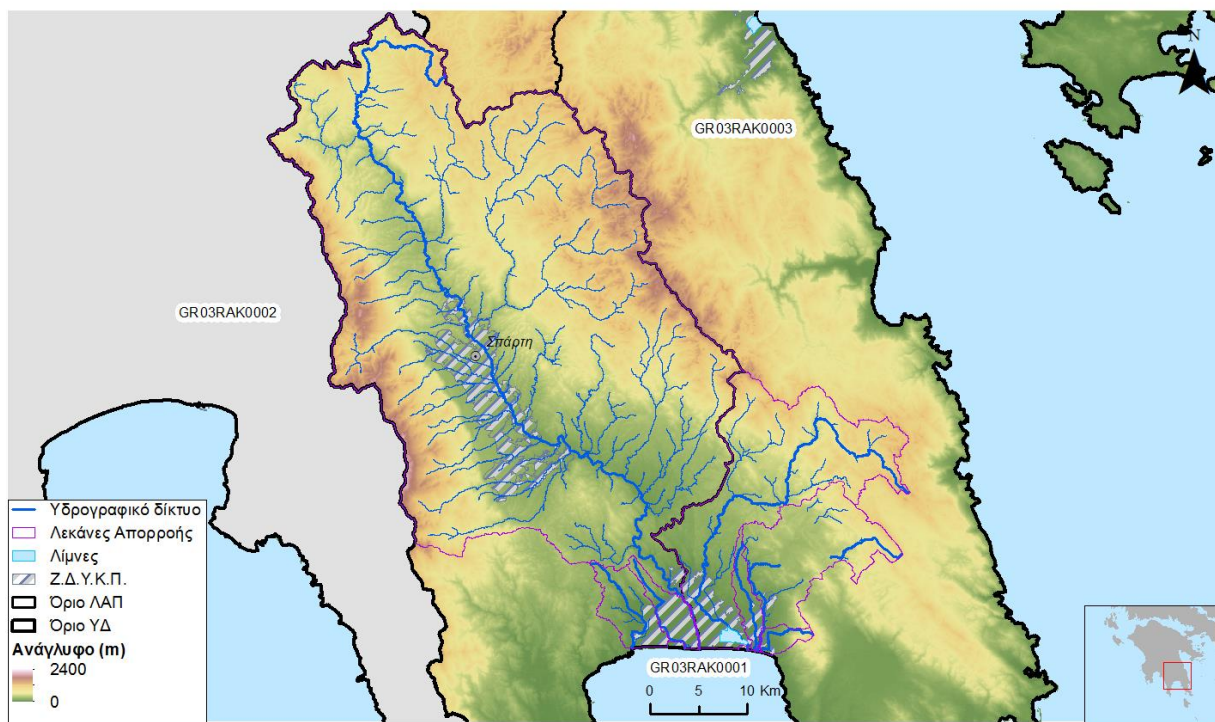 N
GR03RAK0003
GR03RAK0002
Σπάρτη
Υδρογραφικό δίκτυο
Λεκάνες Απορροής
Λίμνες
Ζ.Δ.Υ.Κ.Π.
Όριο ΛΑΠ
Όριο ΥΔ
Ανάγλυφο (m)
2400
0
GR03RAK0001
0 5 10 Km